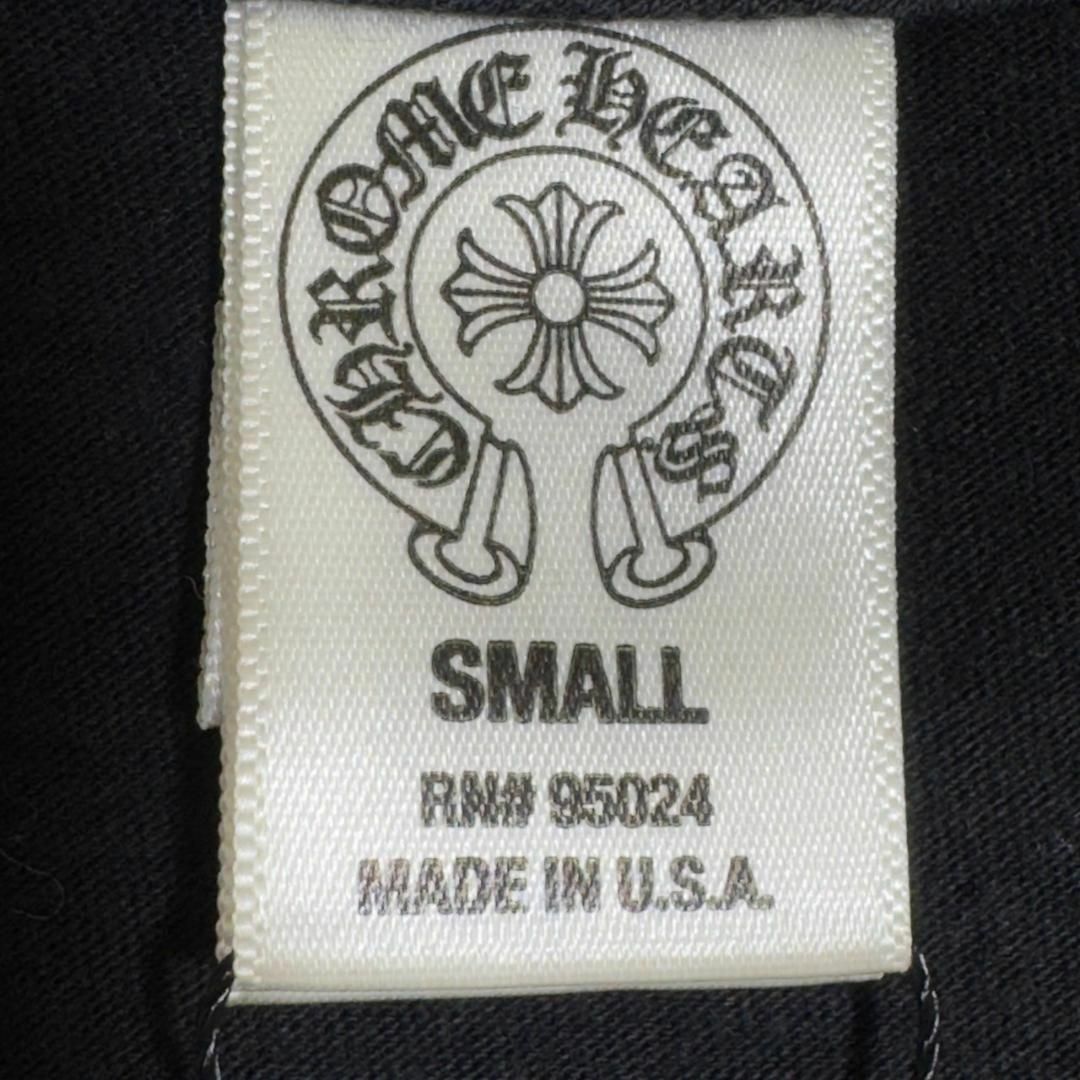 CHROME HEARTS
SMALL
RN# 95024
MADE IN U.S.A.